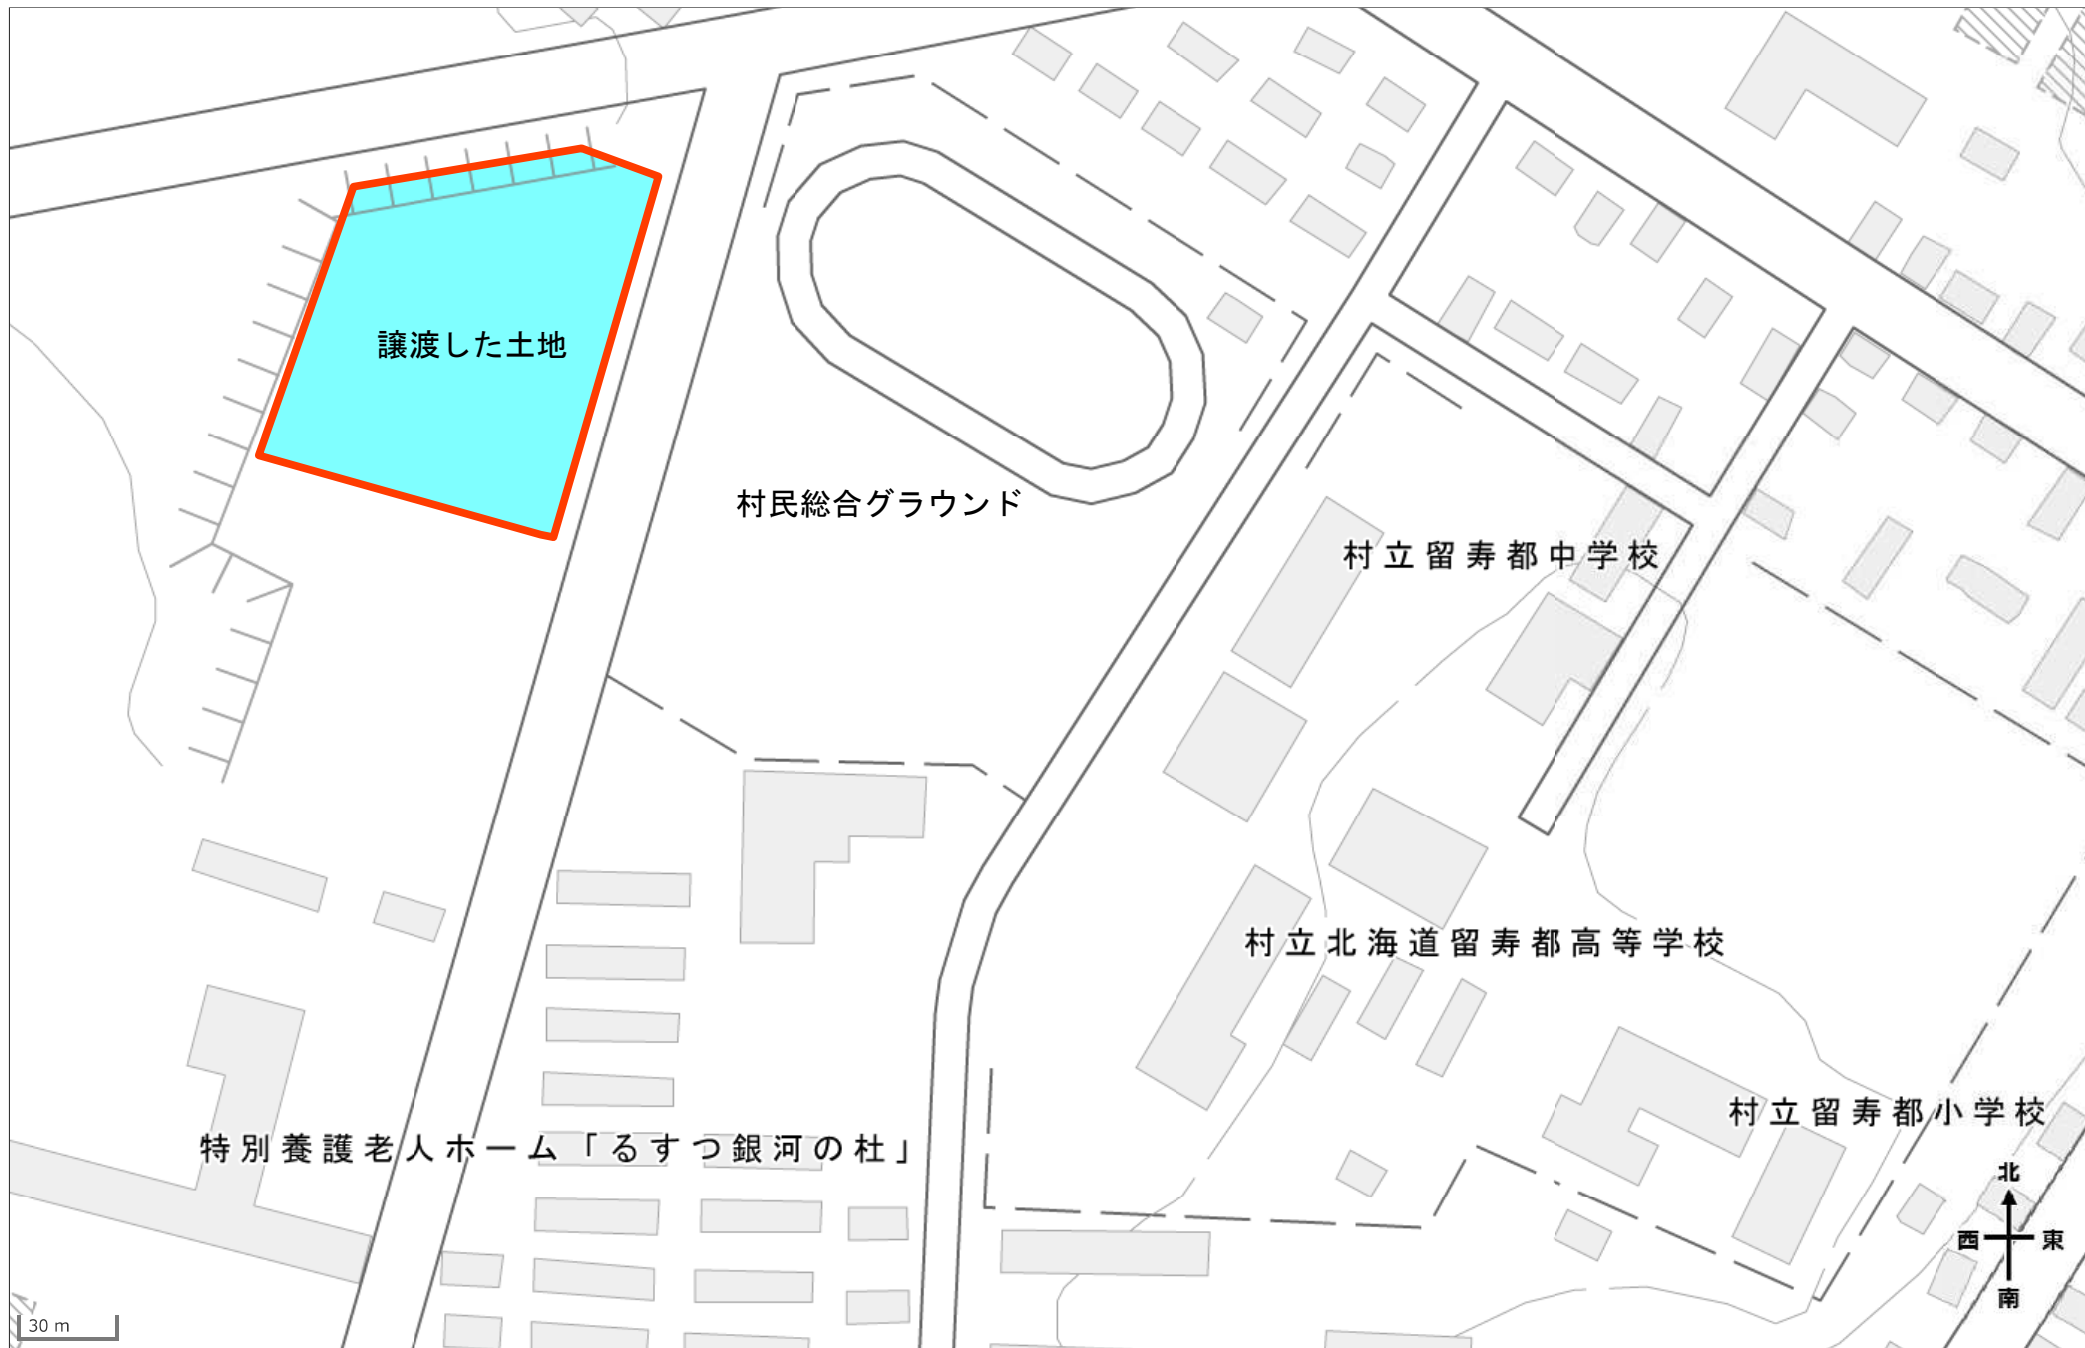 譲渡した土地
村民総合グラウンド
村立留寿都中学校
村立北海道留寿都高等学校
村立留寿都小学校
特別養護老人ホーム「るすつ銀河の杜」
北
西 東
南
30 m